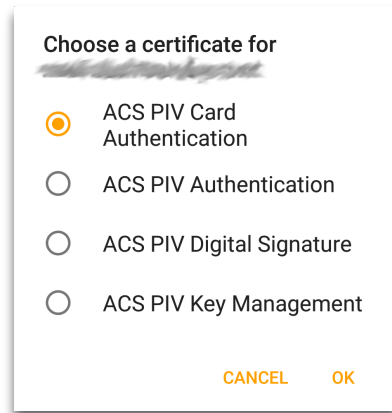 Choose a certificate for
ACS PIV Card
Authentication
ACS PIV Authentication
ACS PIV Digital Signature
ACS PIV Key Management
CANCEL OK